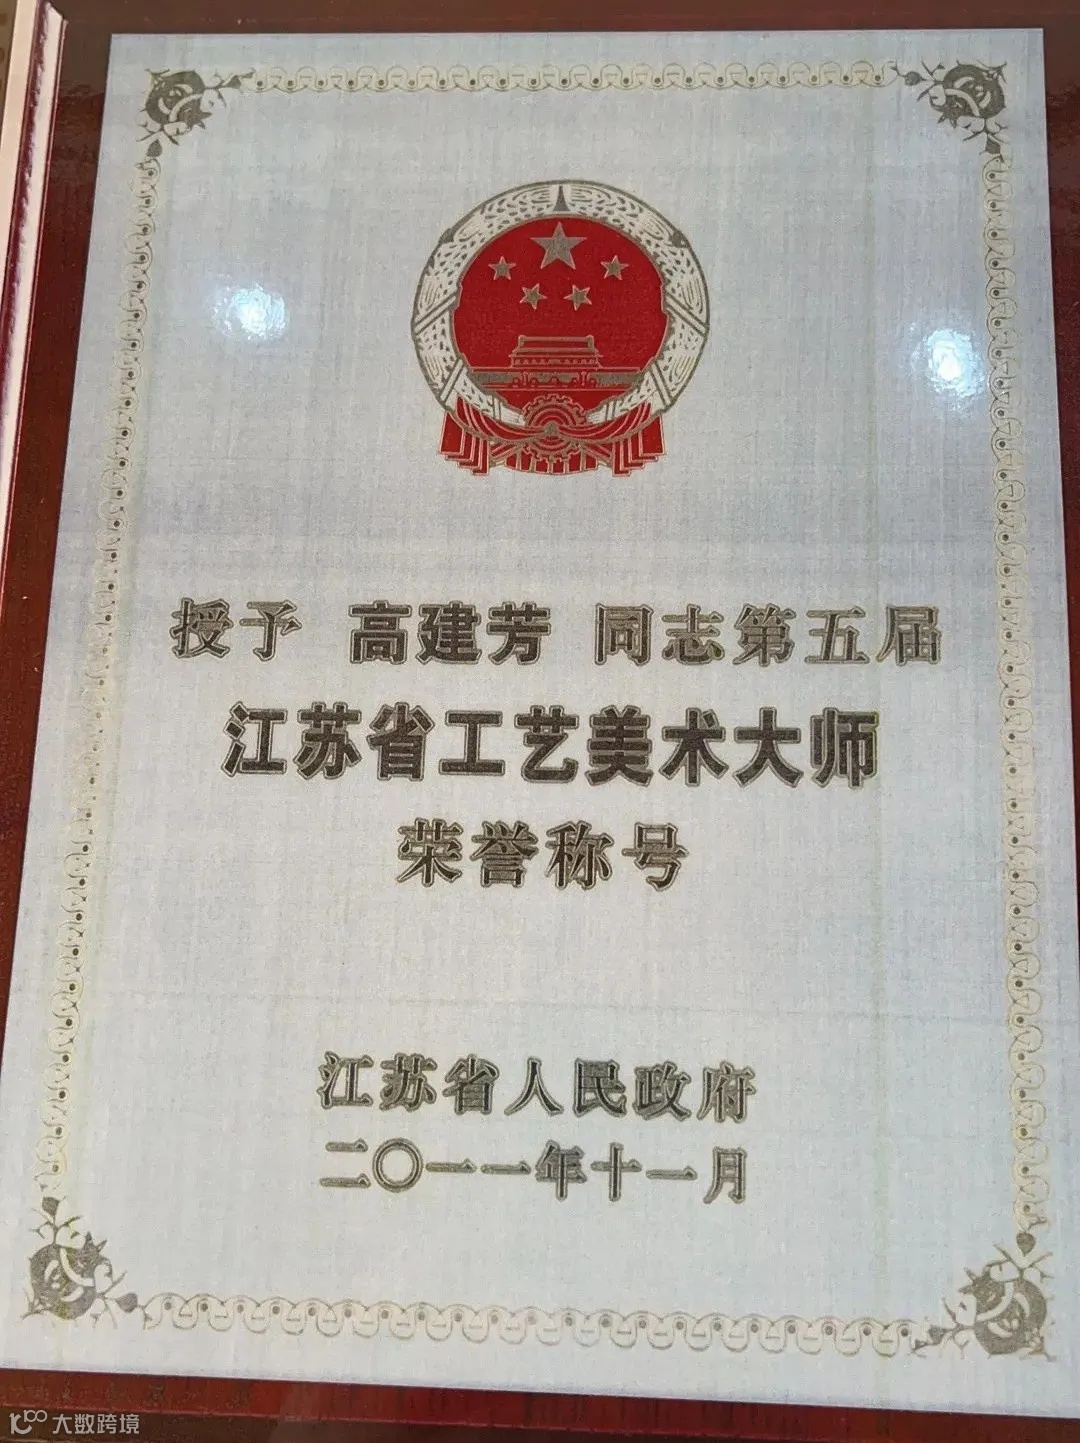 授予 高建芳 同志第五届
江苏省工艺美术大师
荣誉称号
江苏省人民政府
二〇一一年十一月
大数跨境